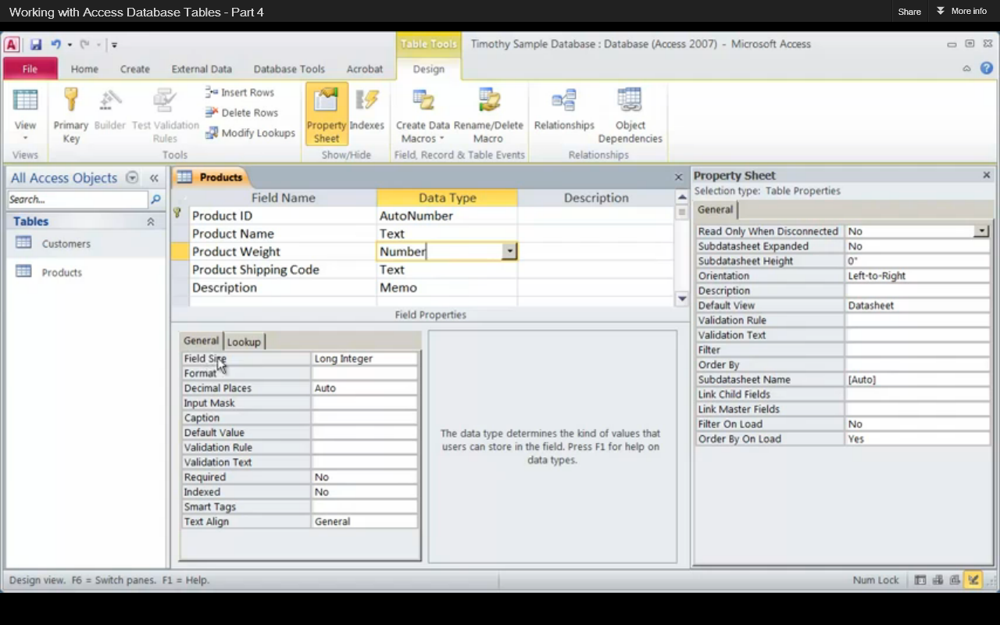 Working with Access Database Tables - Part 4
Share
More info
A
Table Tools
Timothy Sample Database : Database (Access 2007) - Microsoft Access
File
Home
Create
External Data
Database Tools
Acrobat
Design
View
Primary Key
Builder
Test Validation Rules
Insert Rows
Delete Rows
Modify Lookups
Property Sheet
Indexes
Create Data Macros
Rename/Delete Macro
Relationships
Object Dependencies
Views
Tools
Show/Hide
Field, Record & Table Events
Relationships
All Access Objects
Search...
Tables
Customers
Products
Products
Field Name Data Type Description
Product ID AutoNumber
Product Name Text
Product Weight Number
Product Shipping Code Text
Description Memo
Field Properties
General Lookup
Field Size Long Integer
Format
Decimal Places Auto
Input Mask
Caption
Default Value
Validation Rule
Validation Text
Required No
Indexed No
Smart Tags
Text Align General
The data type determines the kind of values that
users can store in the field. Press F1 for help on
data types.
Property Sheet
Selection type: Table Properties
General
Read Only When Disconnected No
Subdatasheet Expanded No
Subdatasheet Height 0"
Orientation Left-to-Right
Description
Default View Datasheet
Validation Rule
Validation Text
Filter
Order By
Subdatasheet Name [Auto]
Link Child Fields
Link Master Fields
Filter On Load No
Order By On Load Yes
Design view. F6 = Switch panes. F1 = Help.
Num Lock